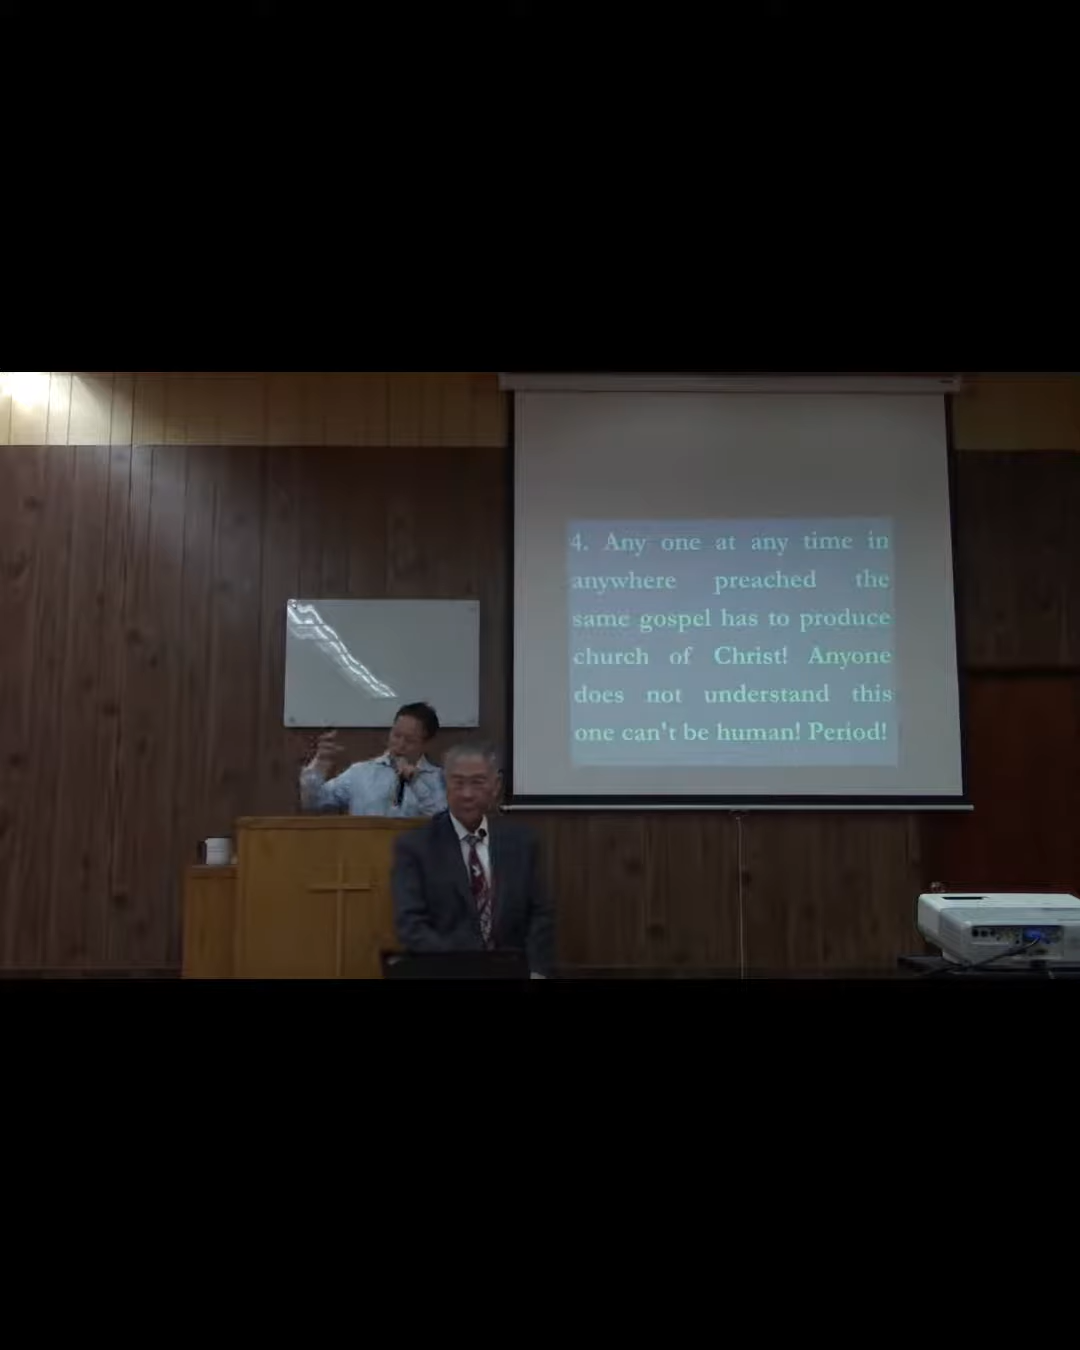 4. Any one at any time in
anywhere preached the
same gospel has to produce
church of Christ! Anyone
does not understand this
one can't be human! Period!